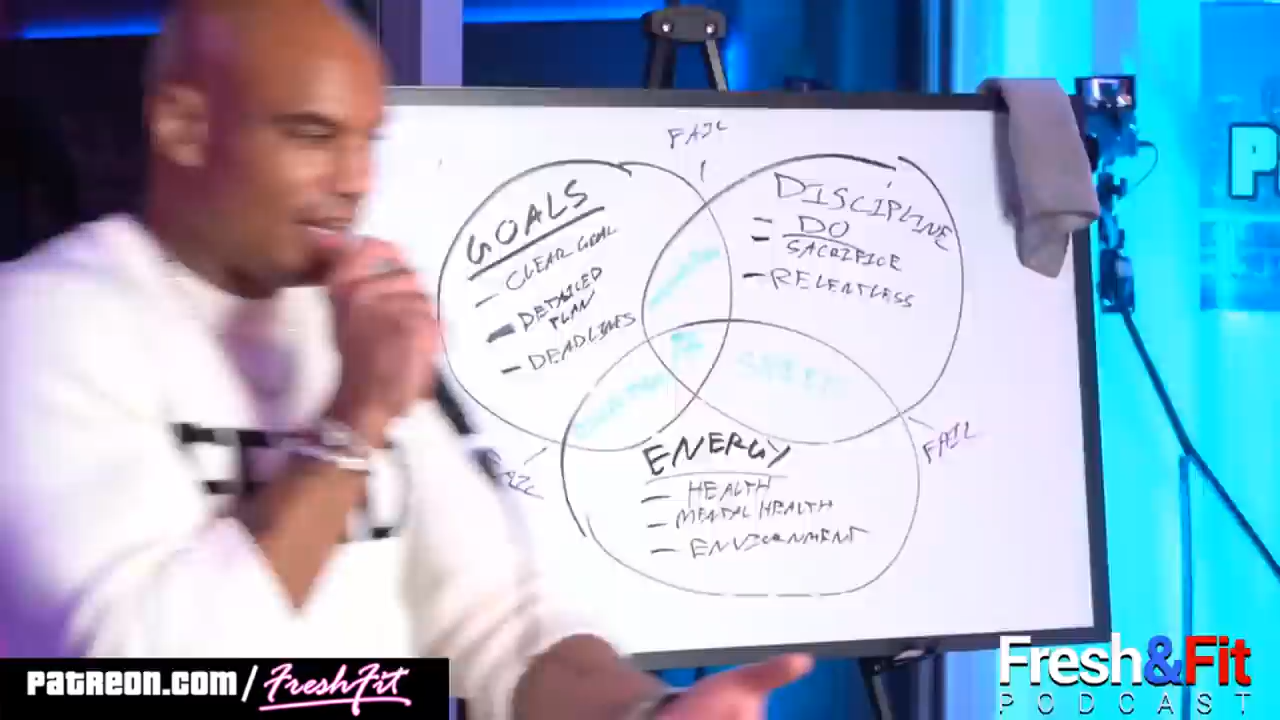 FAIL
GOALS
- CLEAR GOAL
- DETAILED
PLAN
- DEADLINES
DISCIPLINE
- DO
- SACRIFICE
- RELENTLESS
ENERGY
- HEALTH
- MENTAL HEALTH
- ENVIORNMENT
FAIL
PATREON.COM/FreshFit
Fresh&Fit
PODCAST